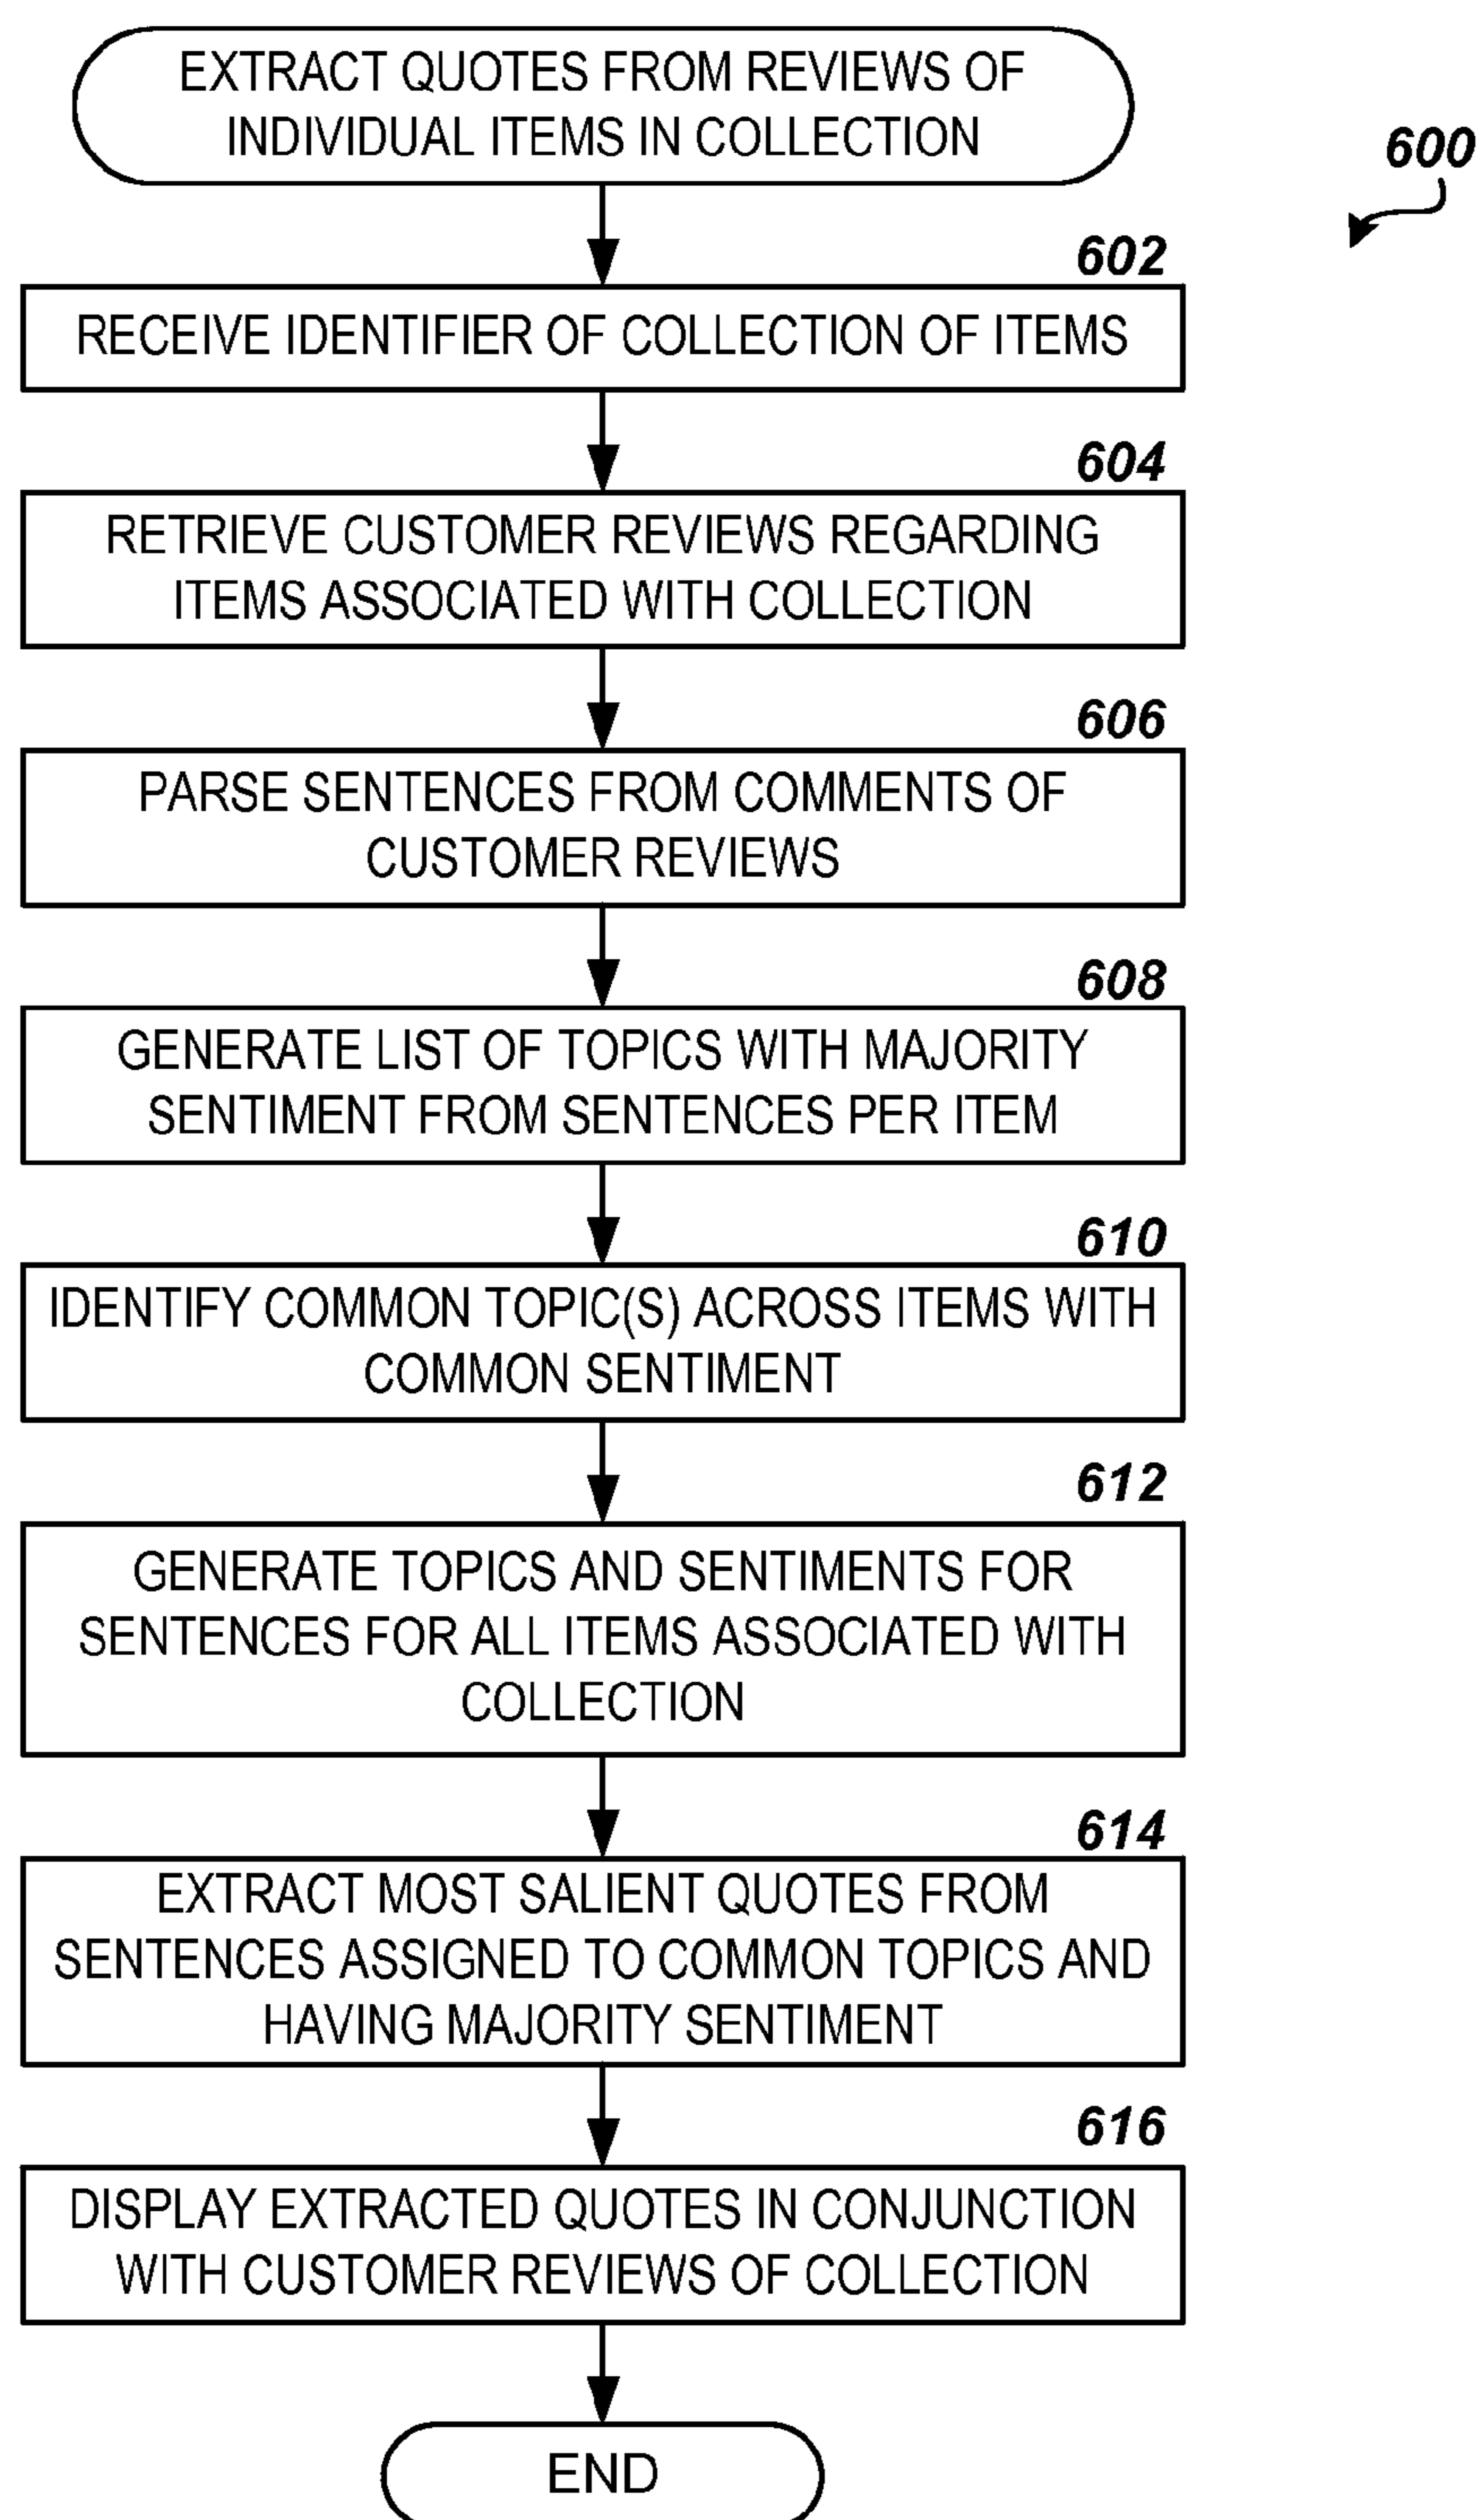 EXTRACT QUOTES FROM REVIEWS OF
INDIVIDUAL ITEMS IN COLLECTION
600
602
RECEIVE IDENTIFIER OF COLLECTION OF ITEMS
604
RETRIEVE CUSTOMER REVIEWS REGARDING
ITEMS ASSOCIATED WITH COLLECTION
606
PARSE SENTENCES FROM COMMENTS OF
CUSTOMER REVIEWS
608
GENERATE LIST OF TOPICS WITH MAJORITY
SENTIMENT FROM SENTENCES PER ITEM
610
IDENTIFY COMMON TOPIC(S) ACROSS ITEMS WITH
COMMON SENTIMENT
612
GENERATE TOPICS AND SENTIMENTS FOR
SENTENCES FOR ALL ITEMS ASSOCIATED WITH
COLLECTION
614
EXTRACT MOST SALIENT QUOTES FROM
SENTENCES ASSIGNED TO COMMON TOPICS AND
HAVING MAJORITY SENTIMENT
616
DISPLAY EXTRACTED QUOTES IN CONJUNCTION
WITH CUSTOMER REVIEWS OF COLLECTION
END